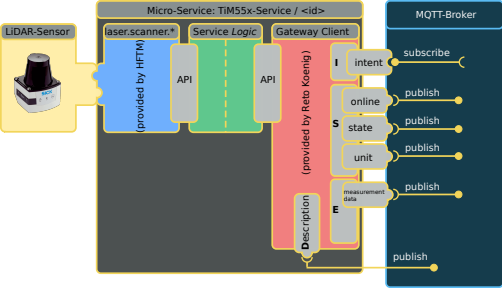 Micro-Service: TiM55x-Service / <id>
MQTT-Broker
LiDAR-Sensor
laser.scanner.*
Service Logic
Gateway Client
(provided by HFTM)
API
API
(provided by Reto Koenig)
I
intent
subscribe
S
online
publish
state
publish
unit
publish
E
measurement
data
publish
Description
publish
SICK